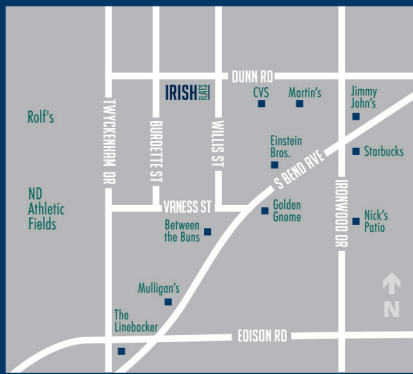 DUNN RD
IRISH FLATS
CVS
Martin's
Jimmy
John's
Rolf's
TWYCKENHAM DR
BURDETTE ST
WILLIS ST
Einstein
Bros.
S BEND AVE
Starbucks
IRONWOOD DR
ND
Athletic
Fields
VANESS ST
Between
the Buns
Golden
Gnome
Nick's
Patio
Mulligan's
N
The
Linebacker
EDISON RD